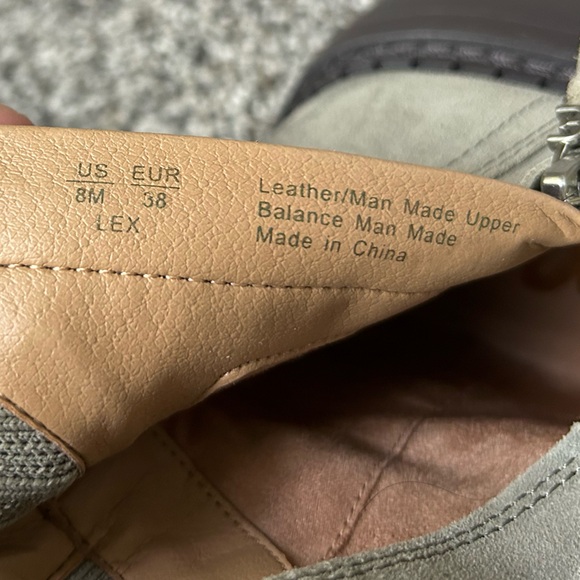 US EUR
8M 38
LEX
Leather/Man Made Upper
Balance Man Made
Made in China